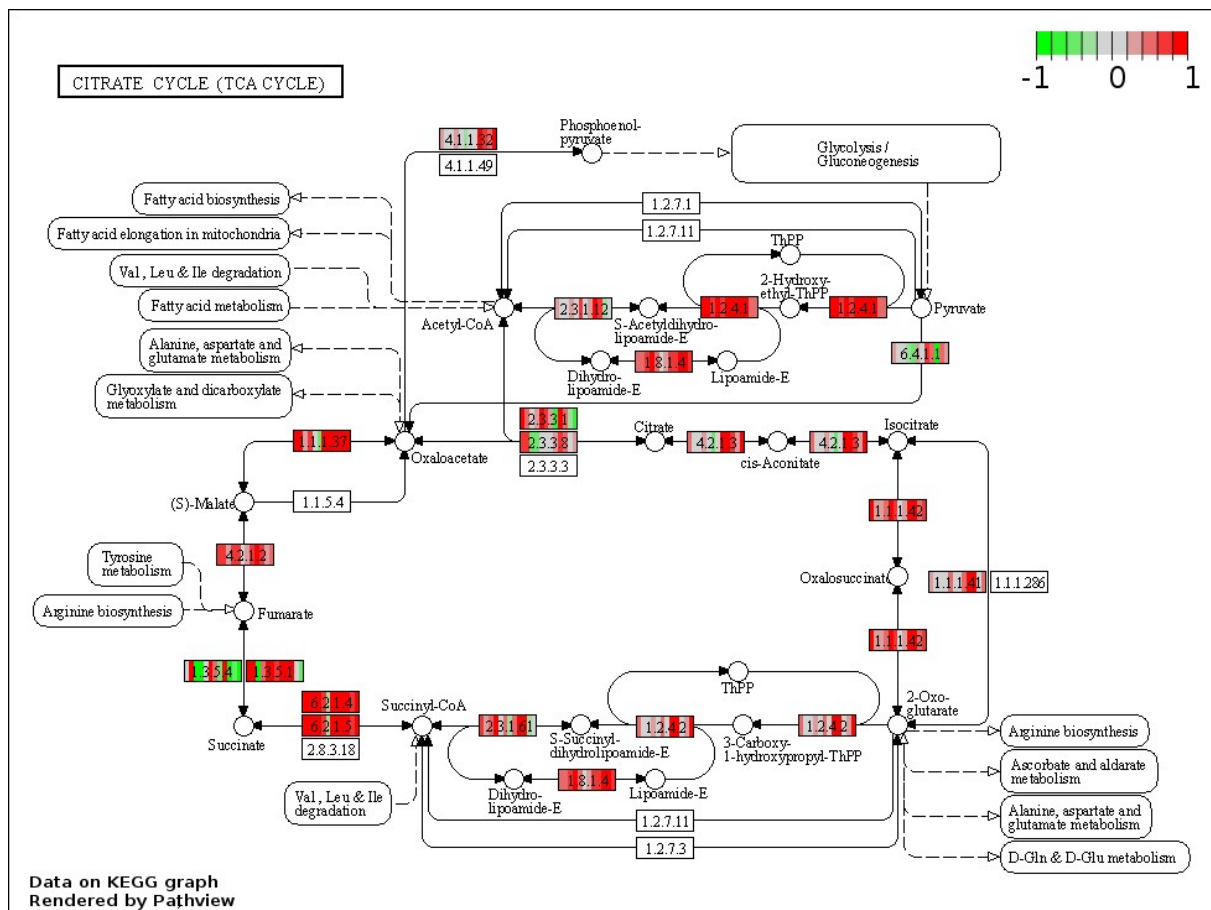 -1 0 1
CITRATE CYCLE (TCA CYCLE)
Phosphoenol-
pyruvate
4.1.1.32
4.1.1.49
Glycolysis /
Gluconeogenesis
Fatty acid biosynthesis
Fatty acid elongation in mitochondria
Val, Leu & Ile degradation
Fatty acid metabolism
Alanine, aspartate and
glutamate metabolism
Glyoxylate and dicarboxylate
metabolism
1.2.7.1
1.2.7.11
ThPP
2-Hydroxy-
ethyl-ThPP
Acetyl-CoA
2.3.1.12
S-Acetyldihydro-
lipoamide-E
1.2.4.1
1.2.4.1
Pyruvate
Dihydro-
lipoamide-E
1.8.1.4
Lipoamide-E
6.4.1.1
1.1.1.37
Oxaloacetate
2.3.3.1
2.3.3.8
2.3.3.3
Citrate
4.2.1.3
cis-Aconitate
4.2.1.3
Isocitrate
(S)-Malate
1.1.5.4
1.1.1.42
4.2.1.2
Tyrosine
metabolism
Arginine biosynthesis
Fumarate
Oxalosuccinate
1.1.1.41
1.1.1.286
1.1.1.42
1.3.5.4
1.3.5.1
6.2.1.4
6.2.1.5
2.8.3.18
Succinate
Succinyl-CoA
2.3.1.61
S-Succinyl-
dihydrolipoamide-E
ThPP
1.2.4.2
3-Carboxy-
1-hydroxypropyl-ThPP
1.2.4.2
2-Oxo-
glutarate
Dihydro-
lipoamide-E
1.8.1.4
Lipoamide-E
Val, Leu & Ile
degradation
1.2.7.11
1.2.7.3
Arginine biosynthesis
Ascorbate and aldarate
metabolism
Alanine, aspartate and
glutamate metabolism
D-Gln & D-Glu metabolism
Data on KEGG graph
Rendered by Pathview